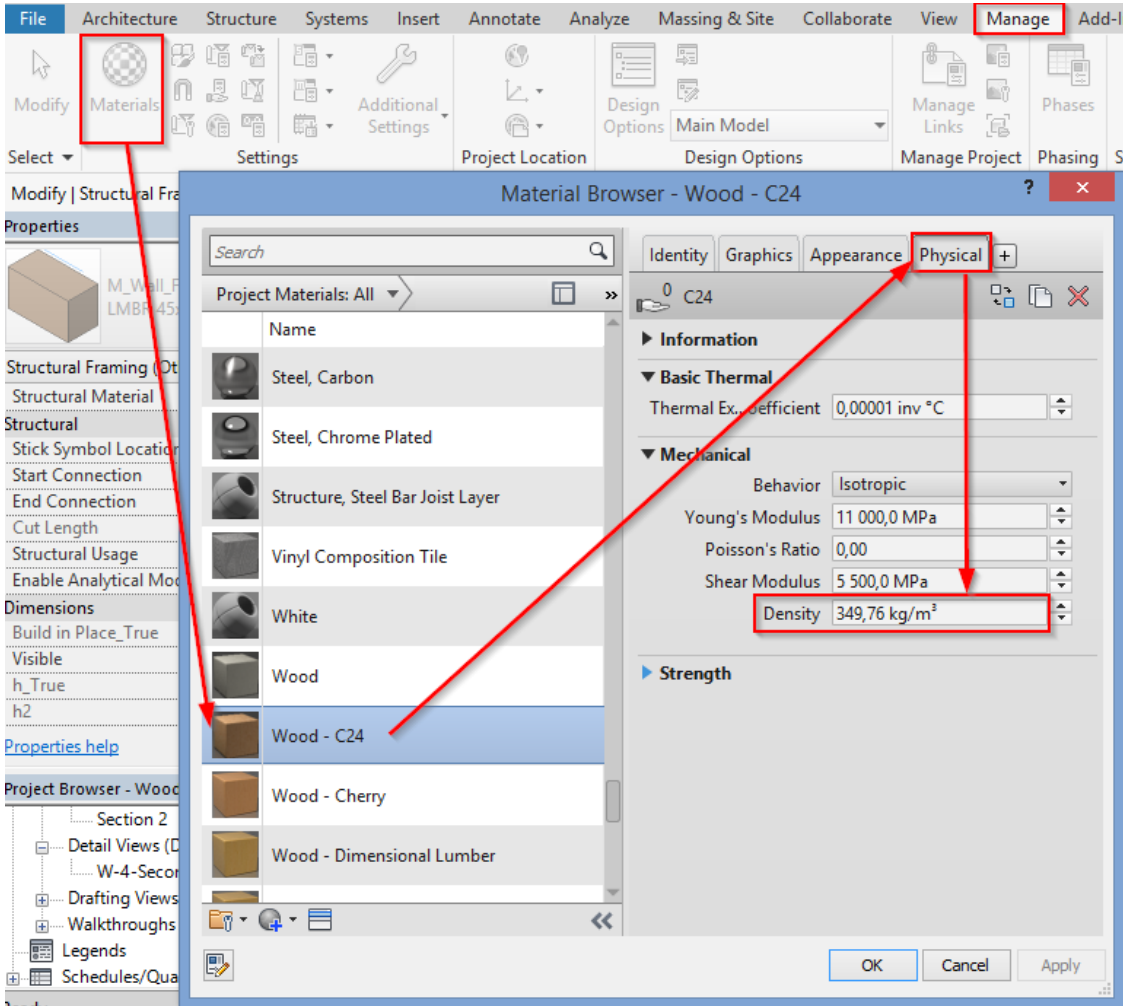 File Architecture Structure Systems Insert Annotate Analyze Massing & Site Collaborate View Manage Add-I
Modify Materials Additional Settings Design Options Main Model Manage Links Phases
Select Settings Project Location Design Options Manage Project Phasing S
Modify | Structural Fra
Properties
M_Wall_F
LMBR 45x
Structural Framing (Ot
Structural Material
Structural
Stick Symbol Location
Start Connection
End Connection
Cut Length
Structural Usage
Enable Analytical Mod
Dimensions
Build in Place_True
Visible
h_True
h2
Properties help
Project Browser - Wood
Section 2
Detail Views (D
W-4-Secon
Drafting Views
Walkthroughs
Legends
Schedules/Qua
Material Browser - Wood - C24 ? ×
Search
Project Materials: All »
Name
Steel, Carbon
Steel, Chrome Plated
Structure, Steel Bar Joist Layer
Vinyl Composition Tile
White
Wood
Wood - C24
Wood - Cherry
Wood - Dimensional Lumber
Identity Graphics Appearance Physical +
0 C24
Information
Basic Thermal
Thermal Ex... oefficient 0,00001 inv °C
Mechanical
Behavior Isotropic
Young's Modulus 11 000,0 MPa
Poisson's Ratio 0,00
Shear Modulus 5 500,0 MPa
Density 349,76 kg/m³
Strength
OK Cancel Apply